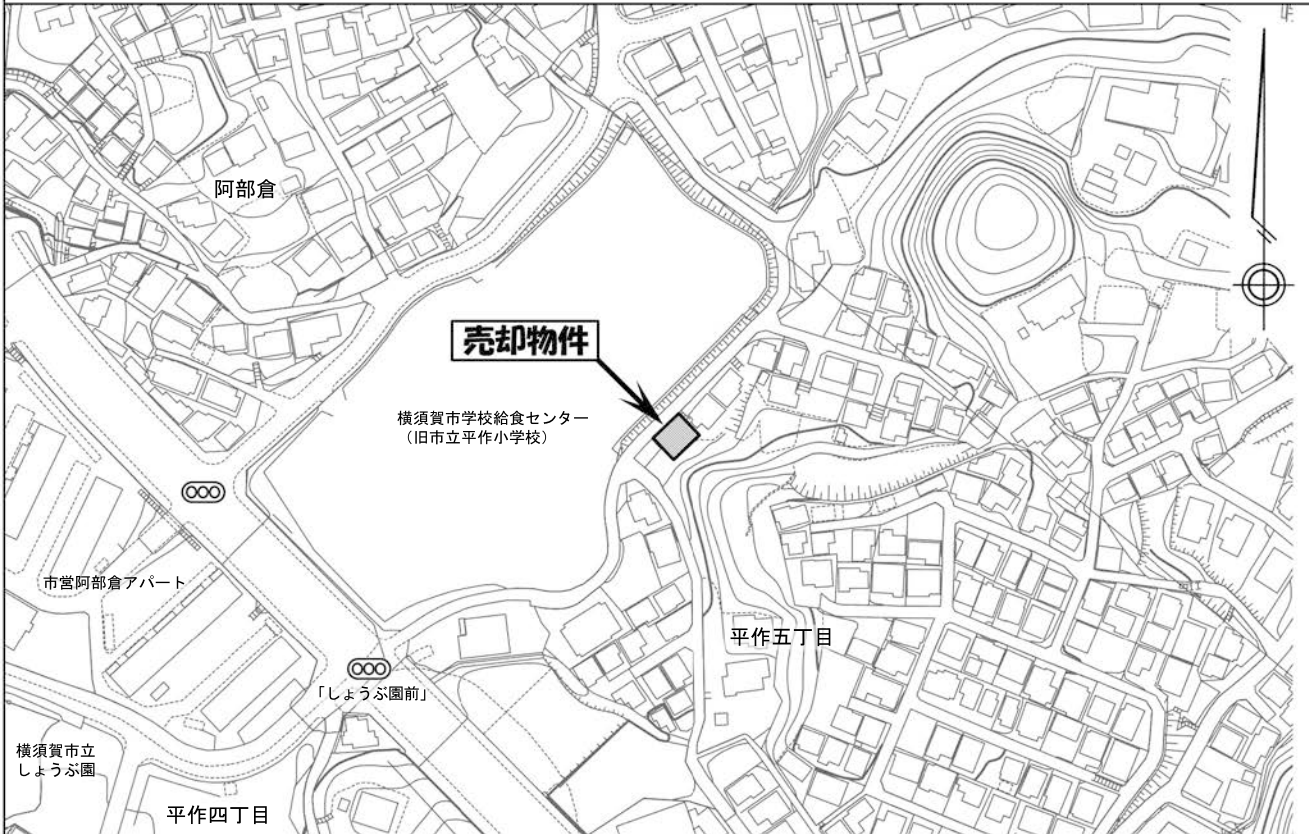 阿部倉
売却物件
横須賀市学校給食センター
(旧市立平作小学校)
市営阿部倉アパート
平作五丁目
「しょうぶ園前」
横須賀市立
しょうぶ園
平作四丁目